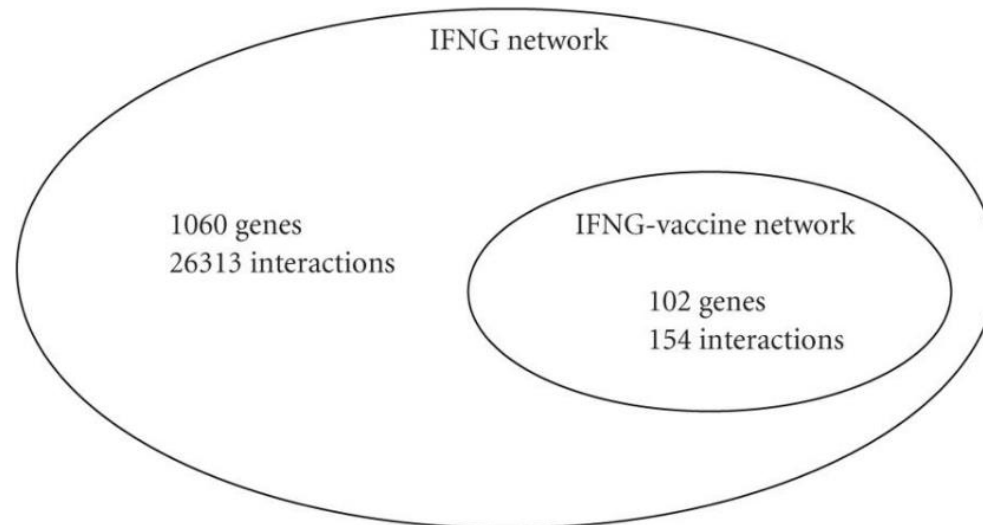 IFNG network
1060 genes
26313 interactions
IFNG-vaccine network
102 genes
154 interactions